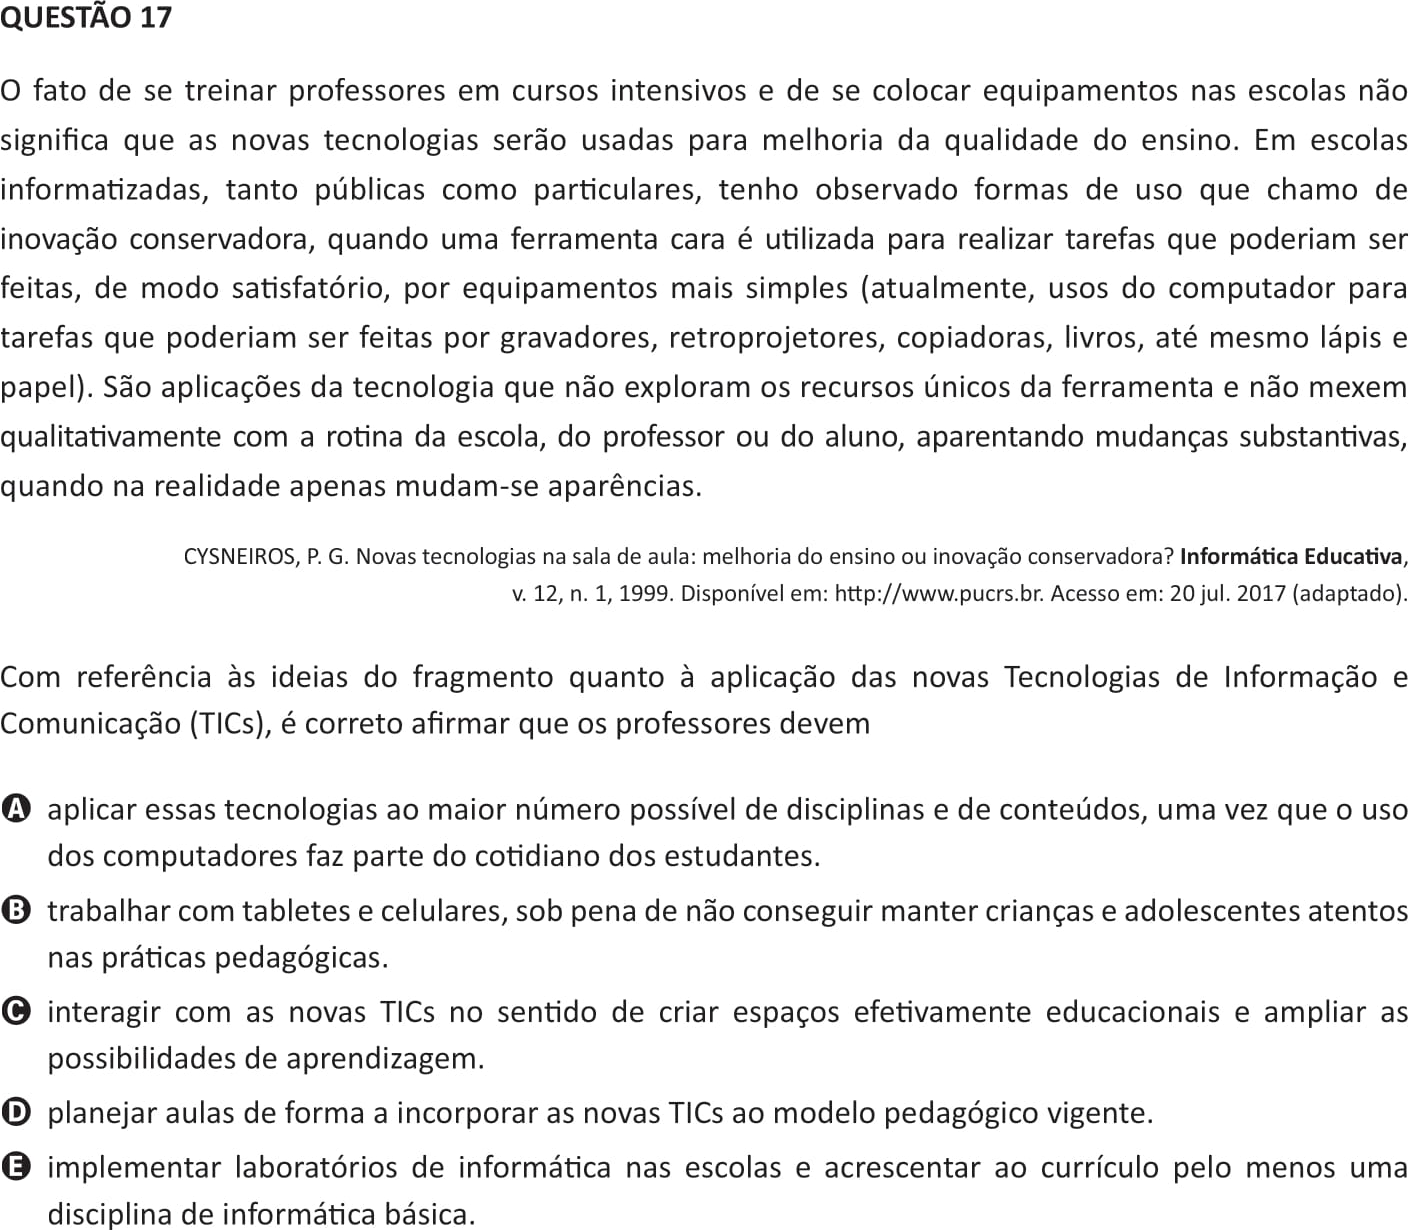 QUESTÃO 17
O fato de se treinar professores em cursos intensivos e de se colocar equipamentos nas escolas não
significa que as novas tecnologias serão usadas para melhoria da qualidade do ensino. Em escolas
informatizadas, tanto públicas como particulares, tenho observado formas de uso que chamo de
inovação conservadora, quando uma ferramenta cara é utilizada para realizar tarefas que poderiam ser
feitas, de modo satisfatório, por equipamentos mais simples (atualmente, usos do computador para
tarefas que poderiam ser feitas por gravadores, retroprojetores, copiadoras, livros, até mesmo lápis e
papel). São aplicações da tecnologia que não exploram os recursos únicos da ferramenta e não mexem
qualitativamente com a rotina da escola, do professor ou do aluno, aparentando mudanças substantivas,
quando na realidade apenas mudam-se aparências.
CYSNEIROS, P. G. Novas tecnologias na sala de aula: melhoria do ensino ou inovação conservadora? Informática Educativa,
v. 12, n. 1, 1999. Disponível em: http://www.pucrs.br. Acesso em: 20 jul. 2017 (adaptado).
Com referência às ideias do fragmento quanto à aplicação das novas Tecnologias de Informação e
Comunicação (TICs), é correto afirmar que os professores devem
A aplicar essas tecnologias ao maior número possível de disciplinas e de conteúdos, uma vez que o uso
dos computadores faz parte do cotidiano dos estudantes.
B trabalhar com tabletes e celulares, sob pena de não conseguir manter crianças e adolescentes atentos
nas práticas pedagógicas.
C interagir com as novas TICs no sentido de criar espaços efetivamente educacionais e ampliar as
possibilidades de aprendizagem.
D planejar aulas de forma a incorporar as novas TICs ao modelo pedagógico vigente.
E implementar laboratórios de informática nas escolas e acrescentar ao currículo pelo menos uma
disciplina de informática básica.